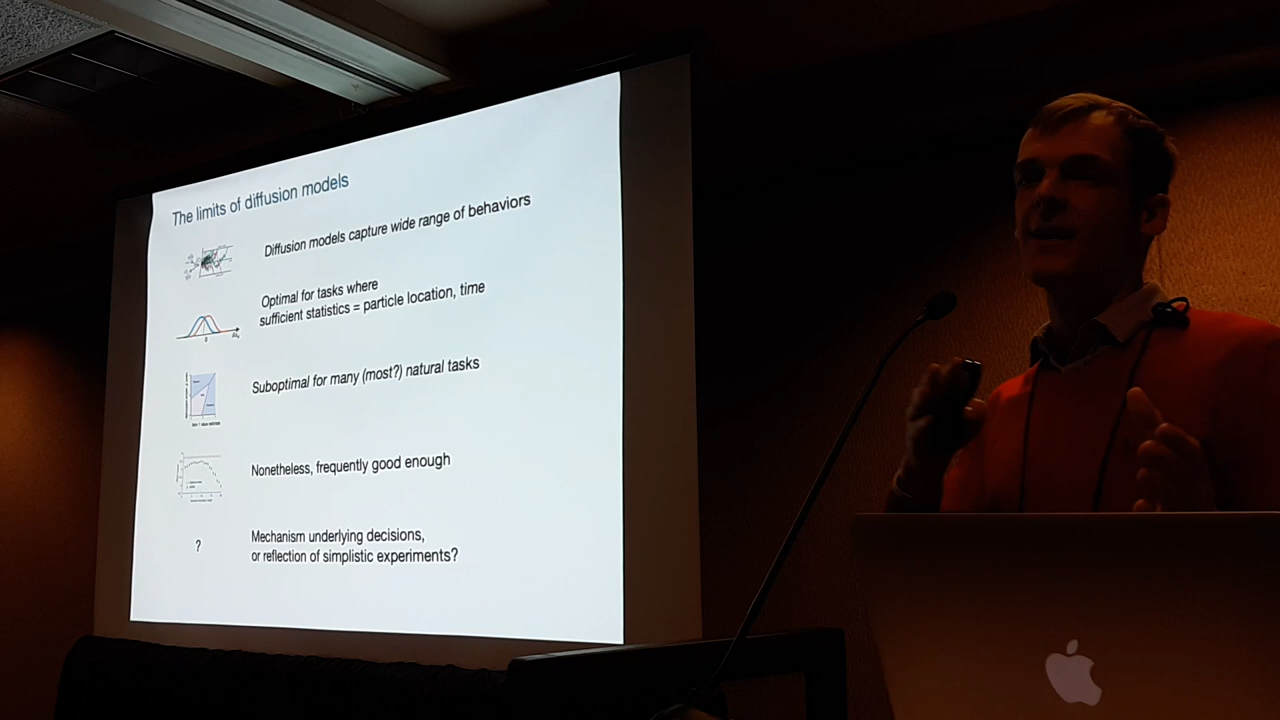 The limits of diffusion models
Diffusion models capture wide range of behaviors
Optimal for tasks where
sufficient statistics = particle location, time
0
Suboptimal for many (most?) natural tasks
Nonetheless, frequently good enough
?
Mechanism underlying decisions,
or reflection of simplistic experiments?